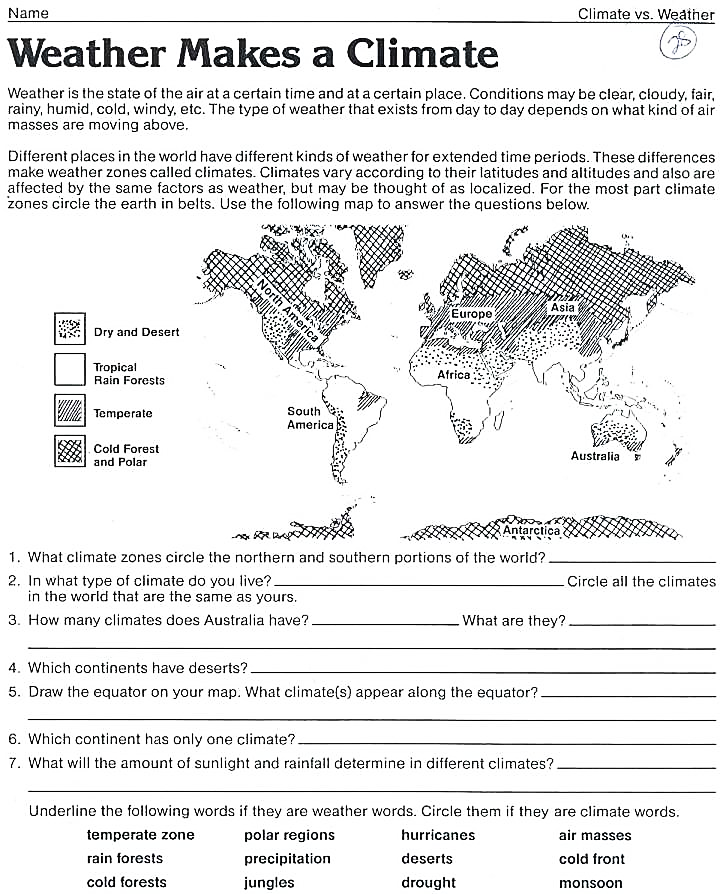 Name Climate vs. Weather
Weather Makes a Climate
Weather is the state of the air at a certain time and at a certain place. Conditions may be clear, cloudy, fair,
rainy, humid, cold, windy, etc. The type of weather that exists from day to day depends on what kind of air
masses are moving above.
Different places in the world have different kinds of weather for extended time periods. These differences
make weather zones called climates. Climates vary according to their latitudes and altitudes and also are
affected by the same factors as weather, but may be thought of as localized. For the most part climate
zones circle the earth in belts. Use the following map to answer the questions below.
North America
Europe
Asia
Dry and Desert
Tropical
Rain Forests
Africa
Temperate
South
America
Cold Forest
and Polar
Australia
Antarctica
1. What climate zones circle the northern and southern portions of the world?
2. In what type of climate do you live? Circle all the climates
in the world that are the same as yours.
3. How many climates does Australia have? What are they?
4. Which continents have deserts?
5. Draw the equator on your map. What climate(s) appear along the equator?
6. Which continent has only one climate?
7. What will the amount of sunlight and rainfall determine in different climates?
Underline the following words if they are weather words. Circle them if they are climate words.
temperate zone polar regions hurricanes air masses
rain forests precipitation deserts cold front
cold forests jungles drought monsoon